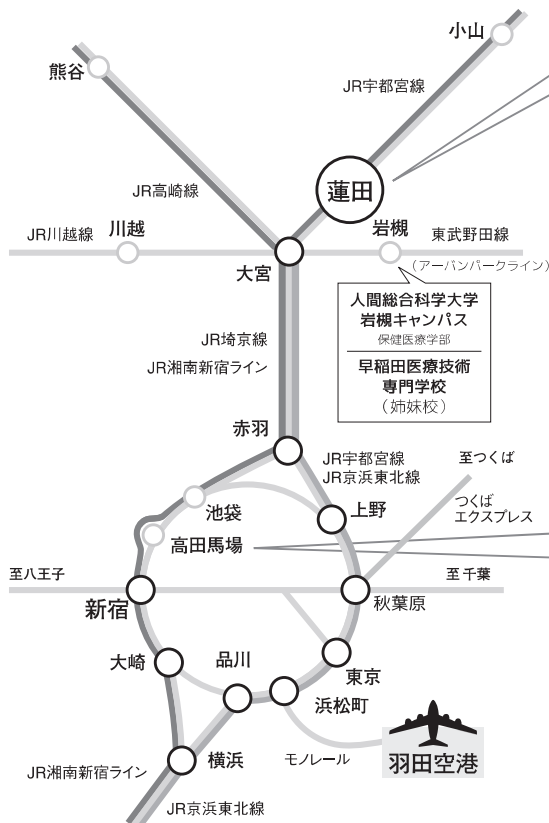 小山
熊谷
JR宇都宮線
蓮田
JR高崎線
JR川越線
川越
岩槻
東武野田線
(アーバンパークライン)
大宮
人間総合科学大学
岩槻キャンパス
保健医療学部
早稲田医療技術
専門学校
(姉妹校)
JR埼京線
JR湘南新宿ライン
赤羽
JR宇都宮線
JR京浜東北線
至つくば
池袋
上野
つくば
エクスプレス
高田馬場
至八王子
至千葉
新宿
秋葉原
大崎
品川
東京
浜松町
横浜
モノレール
羽田空港
JR湘南新宿ライン
JR京浜東北線